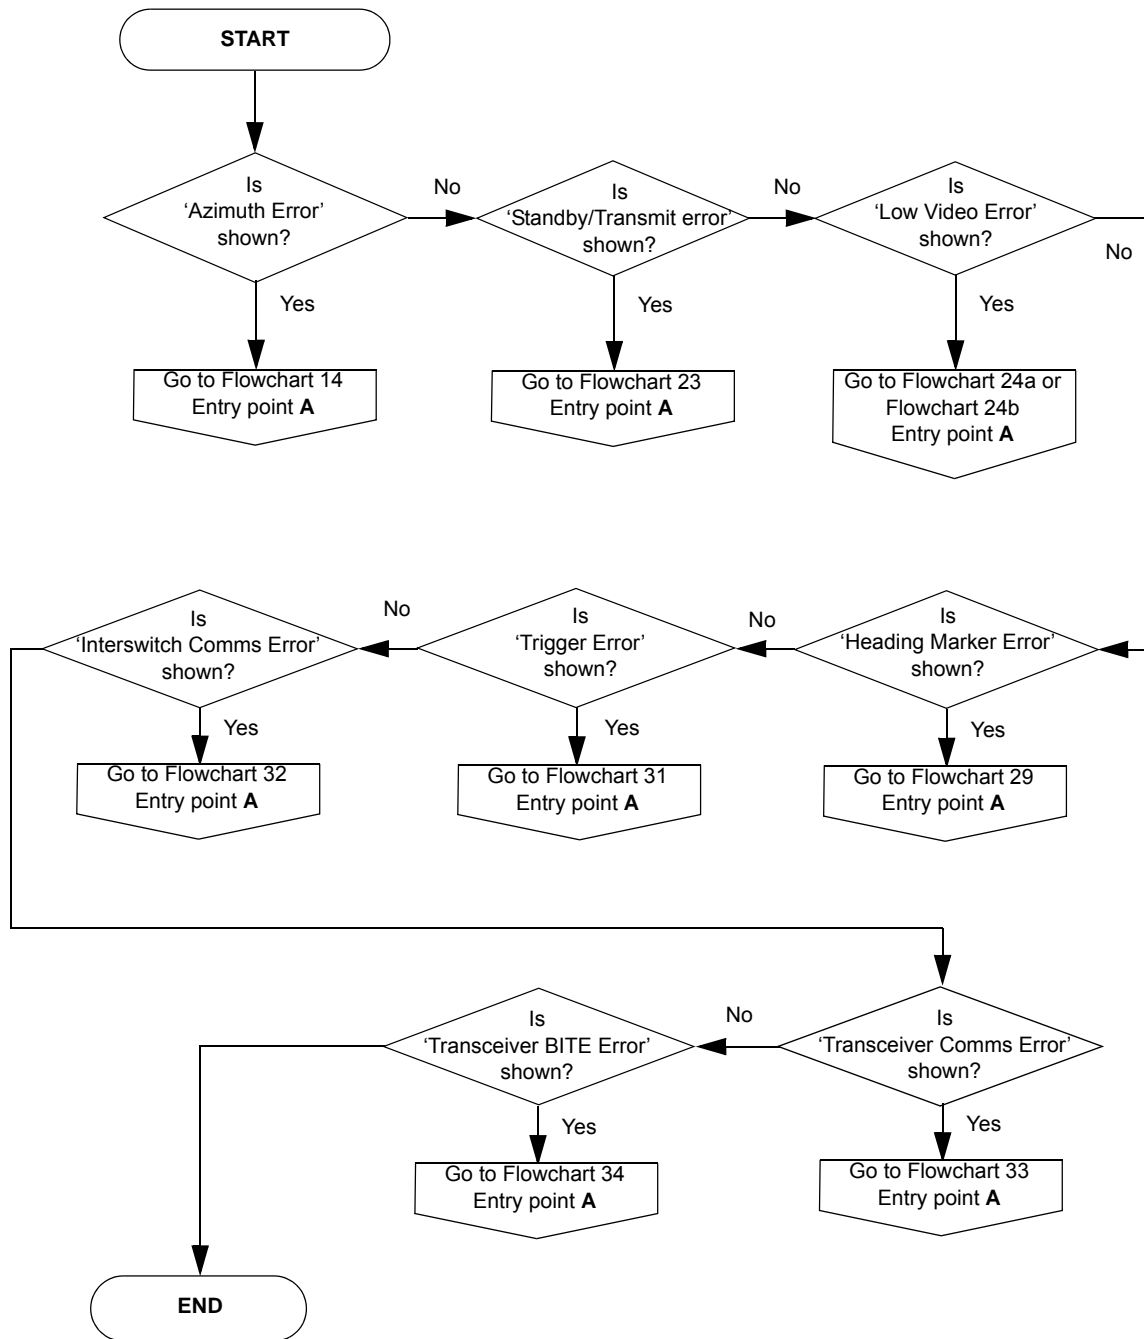 START
Is
‘Azimuth Error’
shown?
No
Yes
Go to Flowchart 14
Entry point A
Is
‘Standby/Transmit error’
shown?
No
Yes
Go to Flowchart 23
Entry point A
Is
‘Low Video Error’
shown?
No
Yes
Go to Flowchart 24a or
Flowchart 24b
Entry point A
Is
‘Heading Marker Error’
shown?
No
Yes
Go to Flowchart 29
Entry point A
Is
‘Trigger Error’
shown?
No
Yes
Go to Flowchart 31
Entry point A
Is
‘Interswitch Comms Error’
shown?
Yes
Go to Flowchart 32
Entry point A
Is
‘Transceiver Comms Error’
shown?
No
Yes
Go to Flowchart 33
Entry point A
Is
‘Transceiver BITE Error’
shown?
Yes
Go to Flowchart 34
Entry point A
END